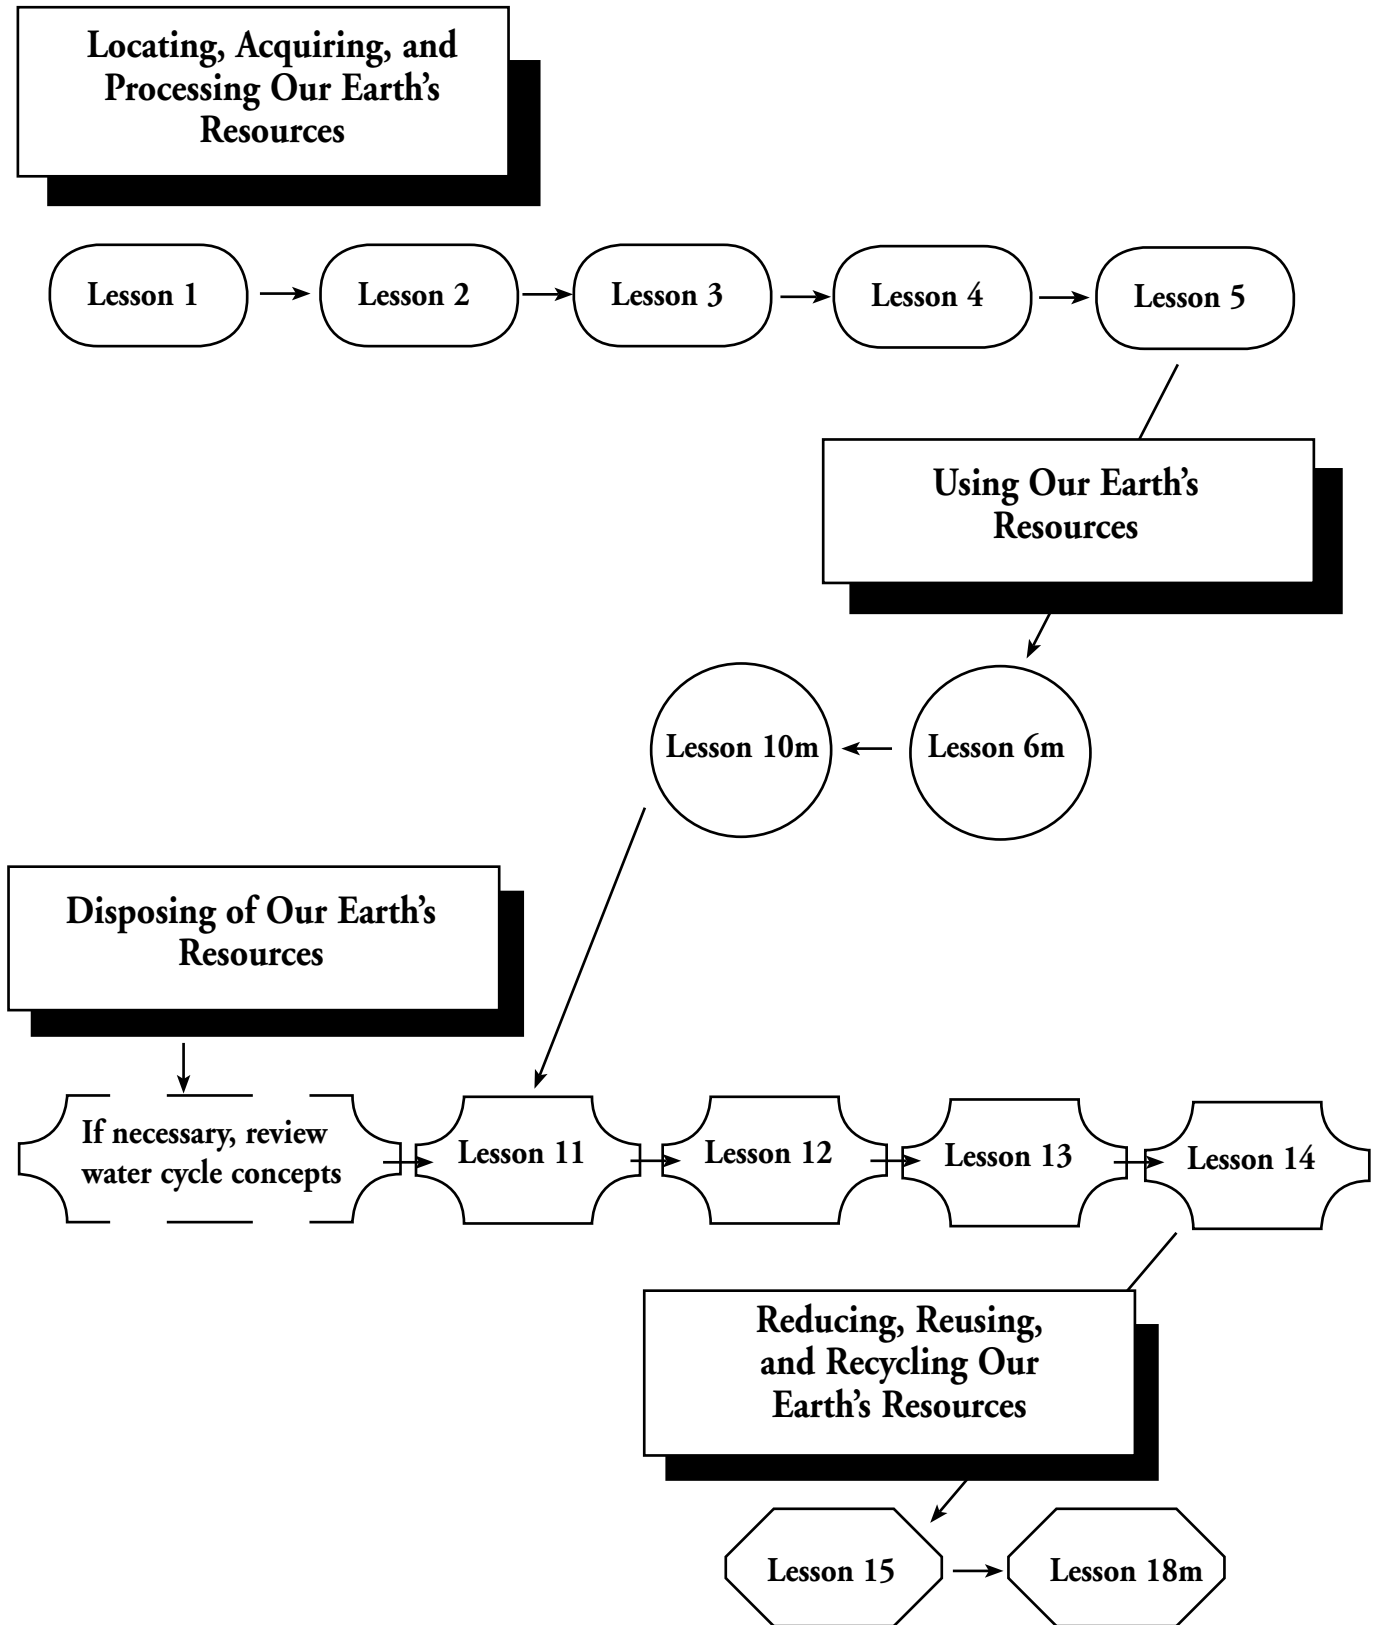 Locating, Acquiring, and
Processing Our Earth’s
Resources
Lesson 1
Lesson 2
Lesson 3
Lesson 4
Lesson 5
Using Our Earth’s
Resources
Lesson 6m
Lesson 10m
Disposing of Our Earth’s
Resources
If necessary, review
water cycle concepts
Lesson 11
Lesson 12
Lesson 13
Lesson 14
Reducing, Reusing,
and Recycling Our
Earth’s Resources
Lesson 15
Lesson 18m